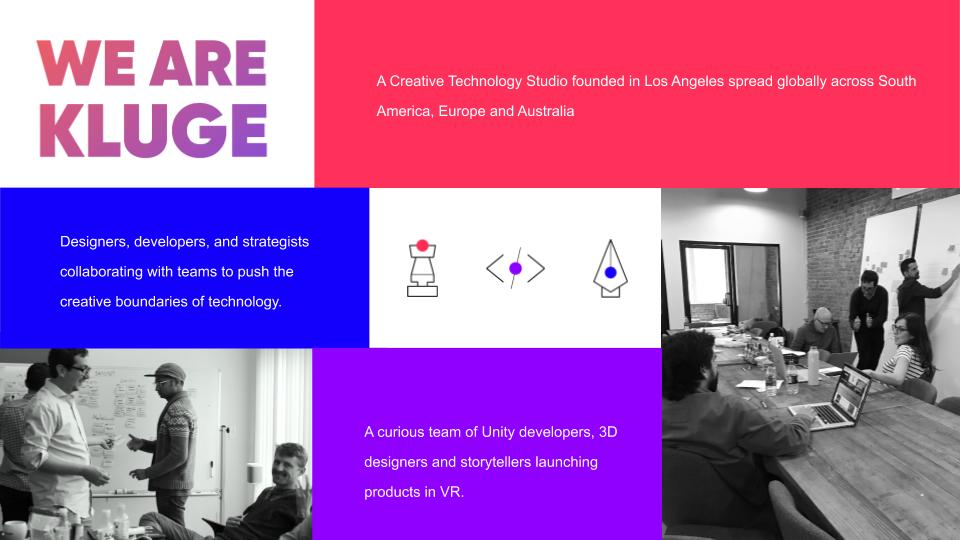 WE ARE
KLUGE
A Creative Technology Studio founded in Los Angeles spread globally across South
America, Europe and Australia
Designers, developers, and strategists
collaborating with teams to push the
creative boundaries of technology.
A curious team of Unity developers, 3D
designers and storytellers launching
products in VR.